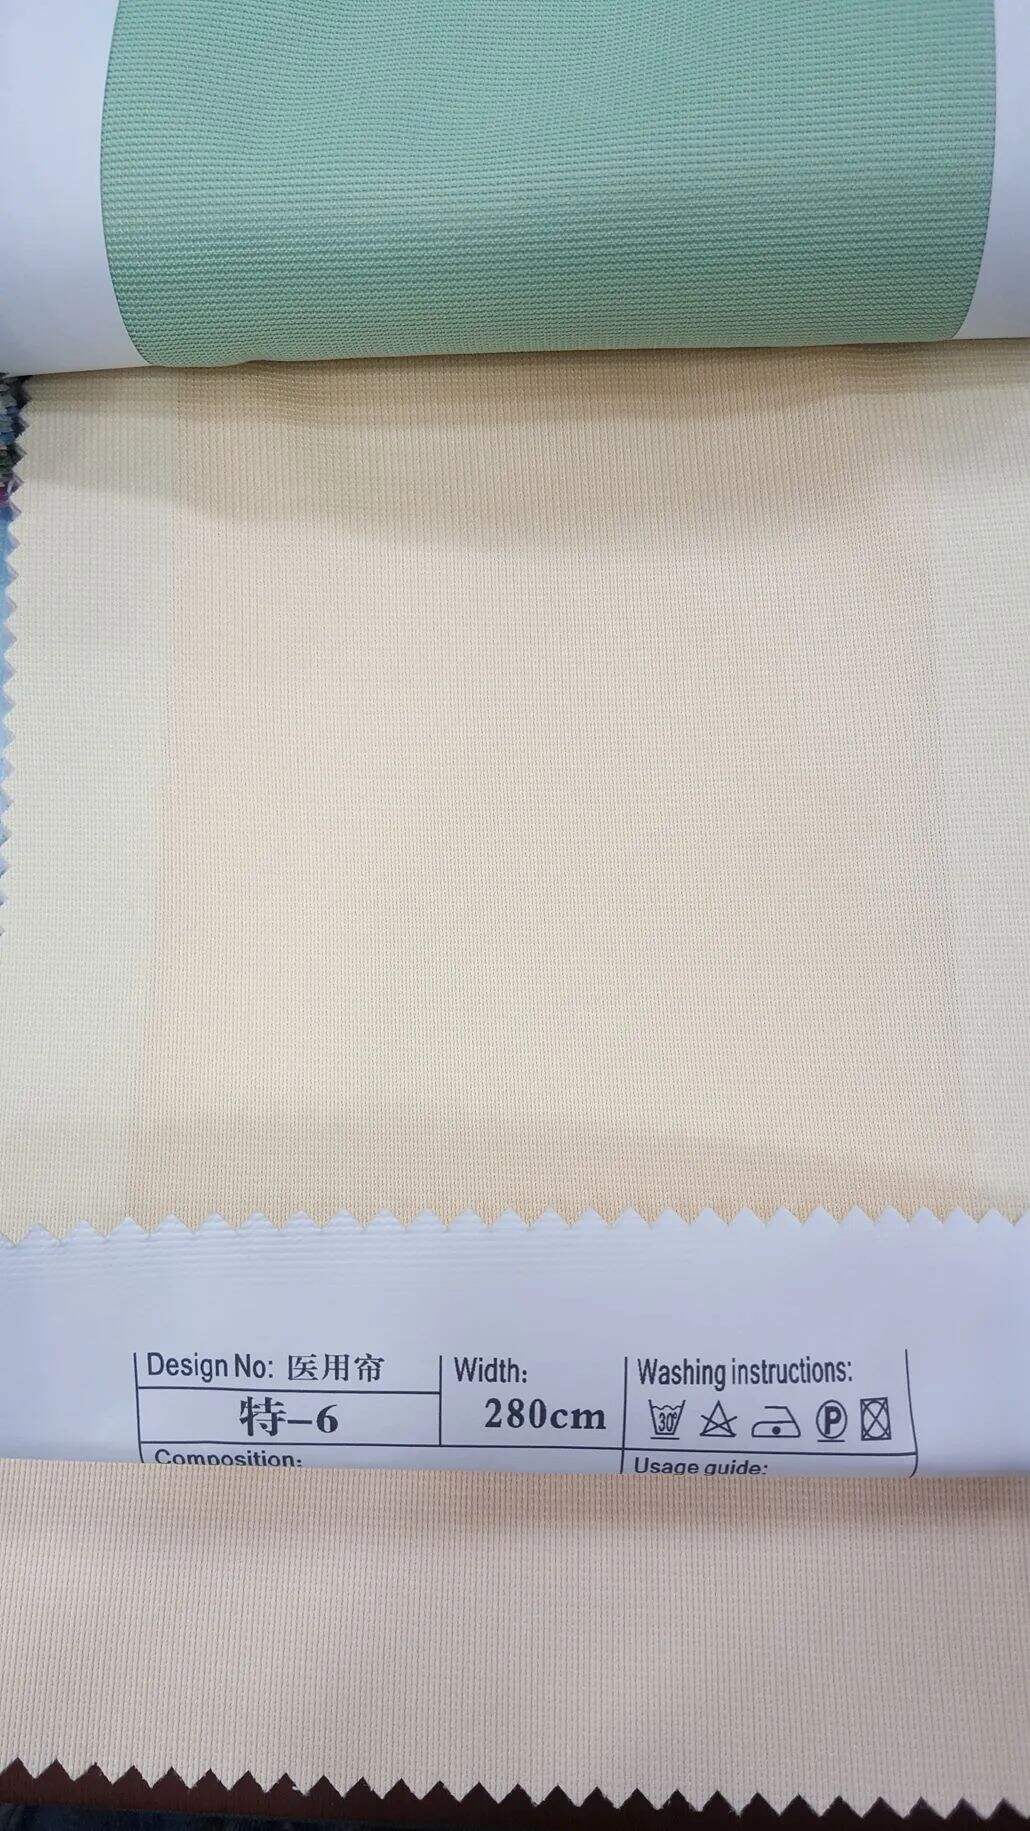 Design No: 医用帘
特-6
Width:
280cm
Washing instructions:
30°
P
Composition:
Usage guide: